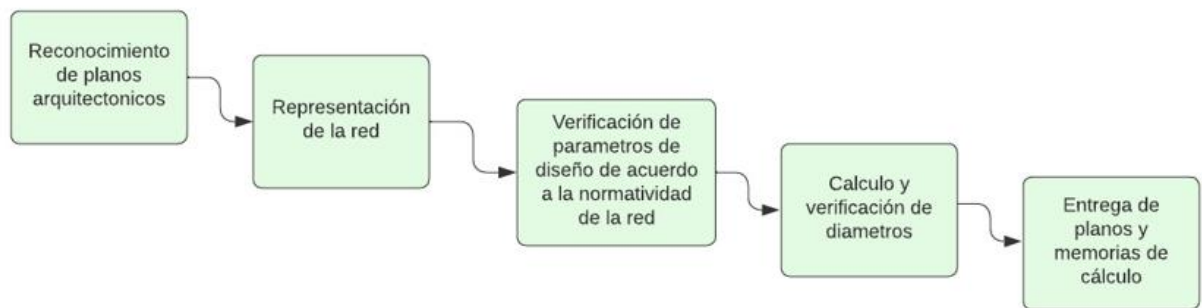 Reconocimiento
de planos
arquitectonicos
Representación
de la red
Verificación de
parametros de
diseño de acuerdo
a la normatividad
de la red
Calculo y
verificación de
diametros
Entrega de
planos y
memorias de
cálculo